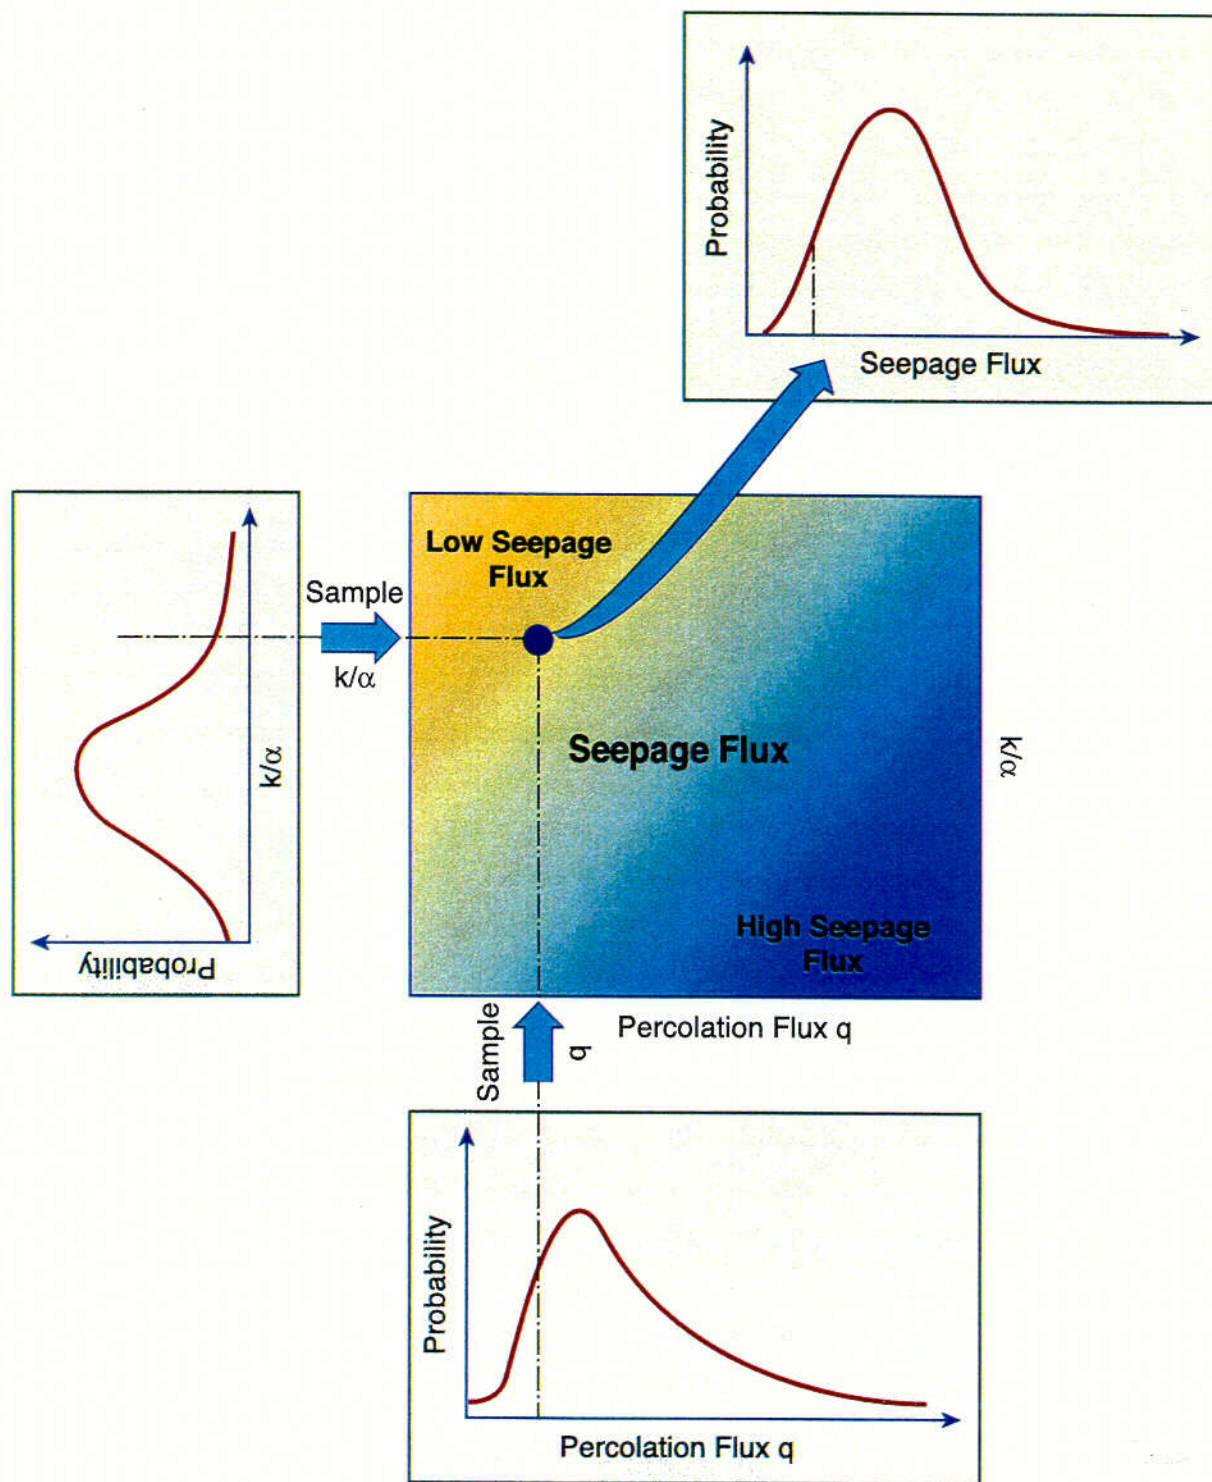 Probability
Seepage Flux
Low Seepage
Flux
Sample
k/α
k/α
Probability
Seepage Flux
k/α
High Seepage
Flux
Sample
q
Percolation Flux q
Probability
Percolation Flux q